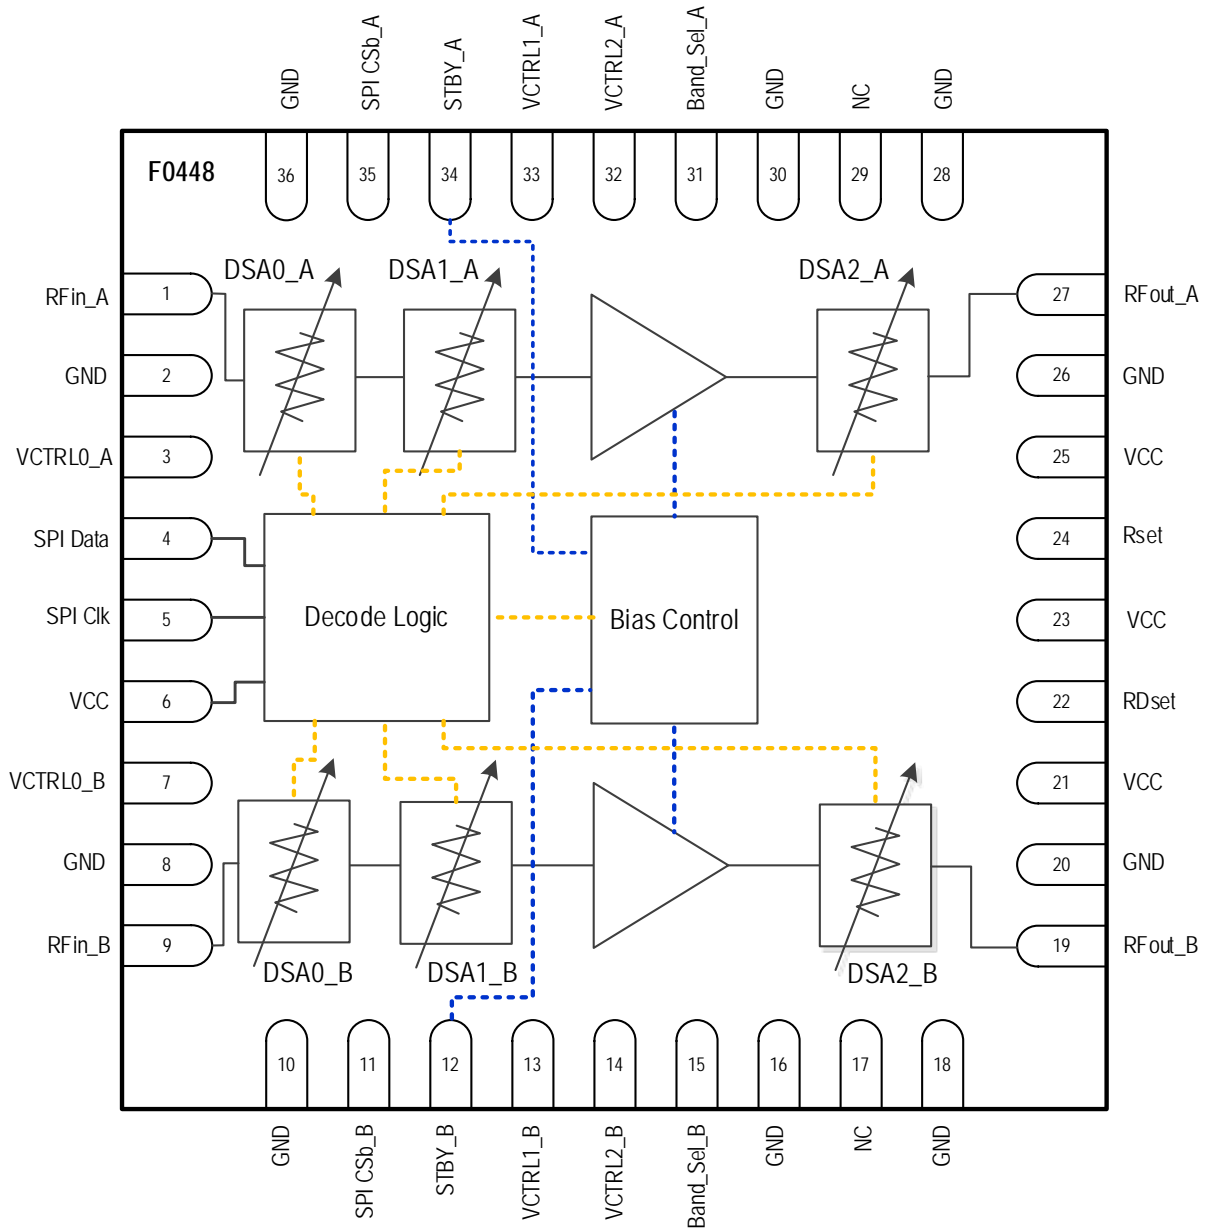 GND
SPI CSb_A
STBY_A
VCTRL1_A
VCTRL2_A
Band_Sel_A
GND
NC
GND
F0448
36
35
34
33
32
31
30
29
28
DSA0_A
DSA1_A
DSA2_A
RFin_A
1
27
RFout_A
GND
2
26
GND
VCTRL0_A
3
25
VCC
SPI Data
4
24
Rset
SPI Clk
5
Decode Logic
Bias Control
23
VCC
VCC
6
22
RDset
VCTRL0_B
7
21
VCC
GND
8
20
GND
RFin_B
9
19
RFout_B
DSA0_B
DSA1_B
DSA2_B
10
11
12
13
14
15
16
17
18
GND
SPI CSb_B
STBY_B
VCTRL1_B
VCTRL2_B
Band_Sel_B
GND
NC
GND